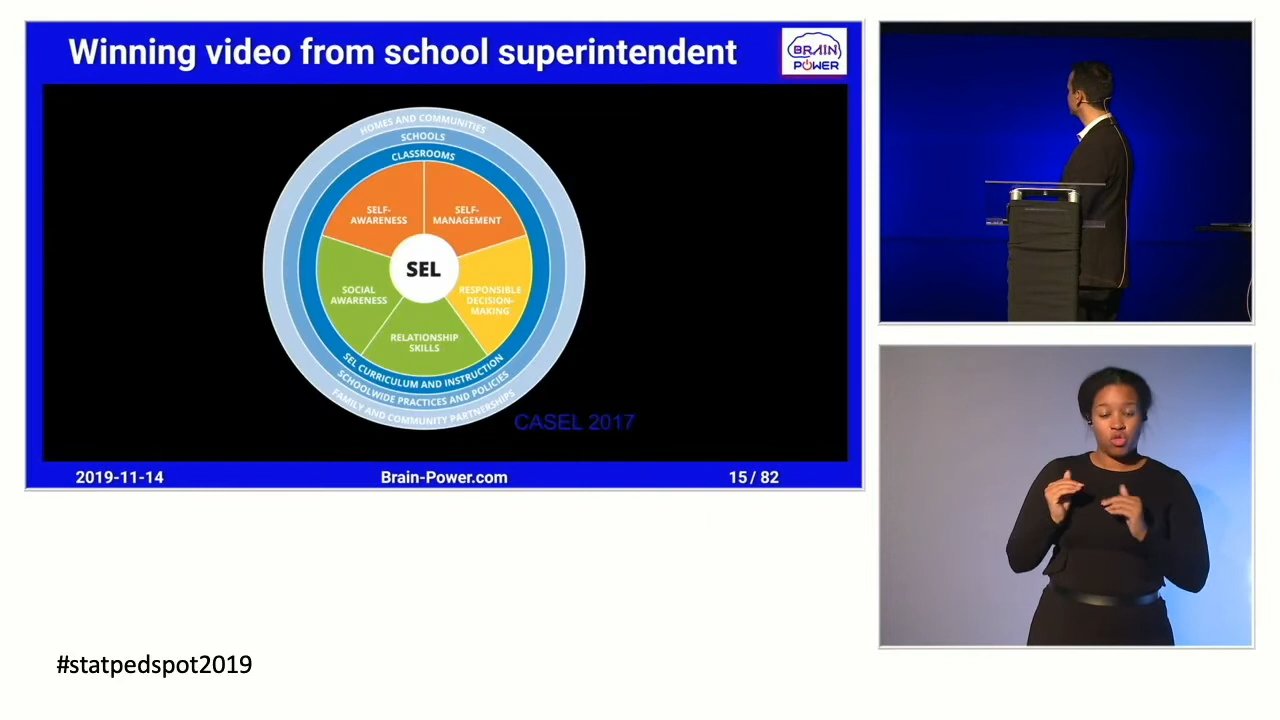 Winning video from school superintendent
BRAIN
POWER
HOMES AND COMMUNITIES
SCHOOLS
CLASSROOMS
SELF-
AWARENESS
SELF-
MANAGEMENT
SEL
SOCIAL
AWARENESS
RESPONSIBLE
DECISION-
MAKING
RELATIONSHIP
SKILLS
SEL CURRICULUM AND INSTRUCTION
SCHOOLWIDE PRACTICES AND POLICIES
FAMILY AND COMMUNITY PARTNERSHIPS
CASEL 2017
2019-11-14
Brain-Power.com
15 / 82
#statpedspot2019